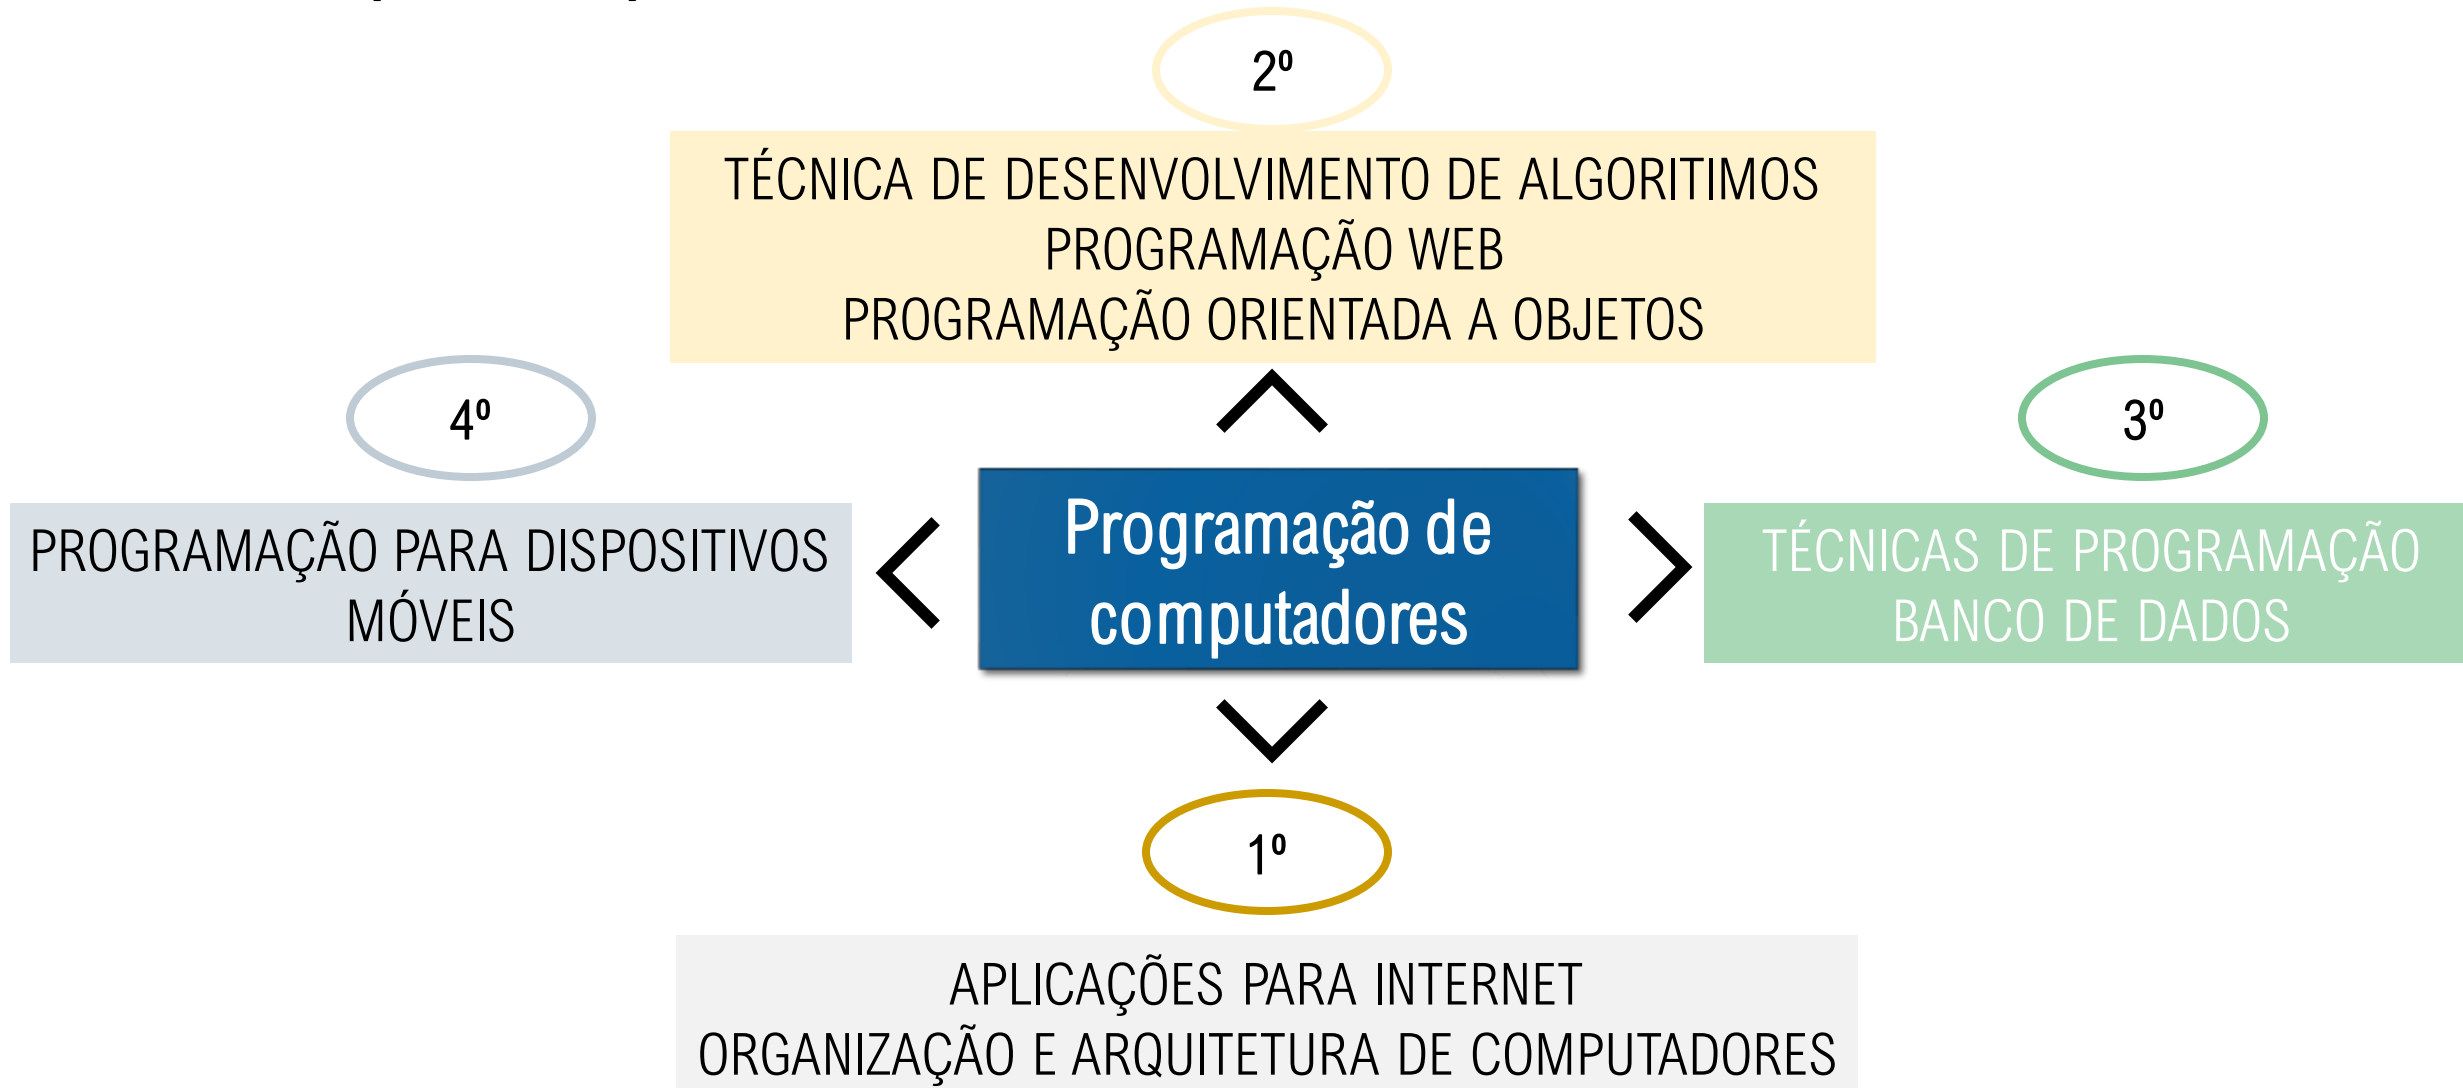 2º
TÉCNICA DE DESENVOLVIMENTO DE ALGORITIMOS
PROGRAMAÇÃO WEB
PROGRAMAÇÃO ORIENTADA A OBJETOS
4º
3º
PROGRAMAÇÃO PARA DISPOSITIVOS
MÓVEIS
Programação de
computadores
TÉCNICAS DE PROGRAMAÇÃO
BANCO DE DADOS
1º
APLICAÇÕES PARA INTERNET
ORGANIZAÇÃO E ARQUITETURA DE COMPUTADORES